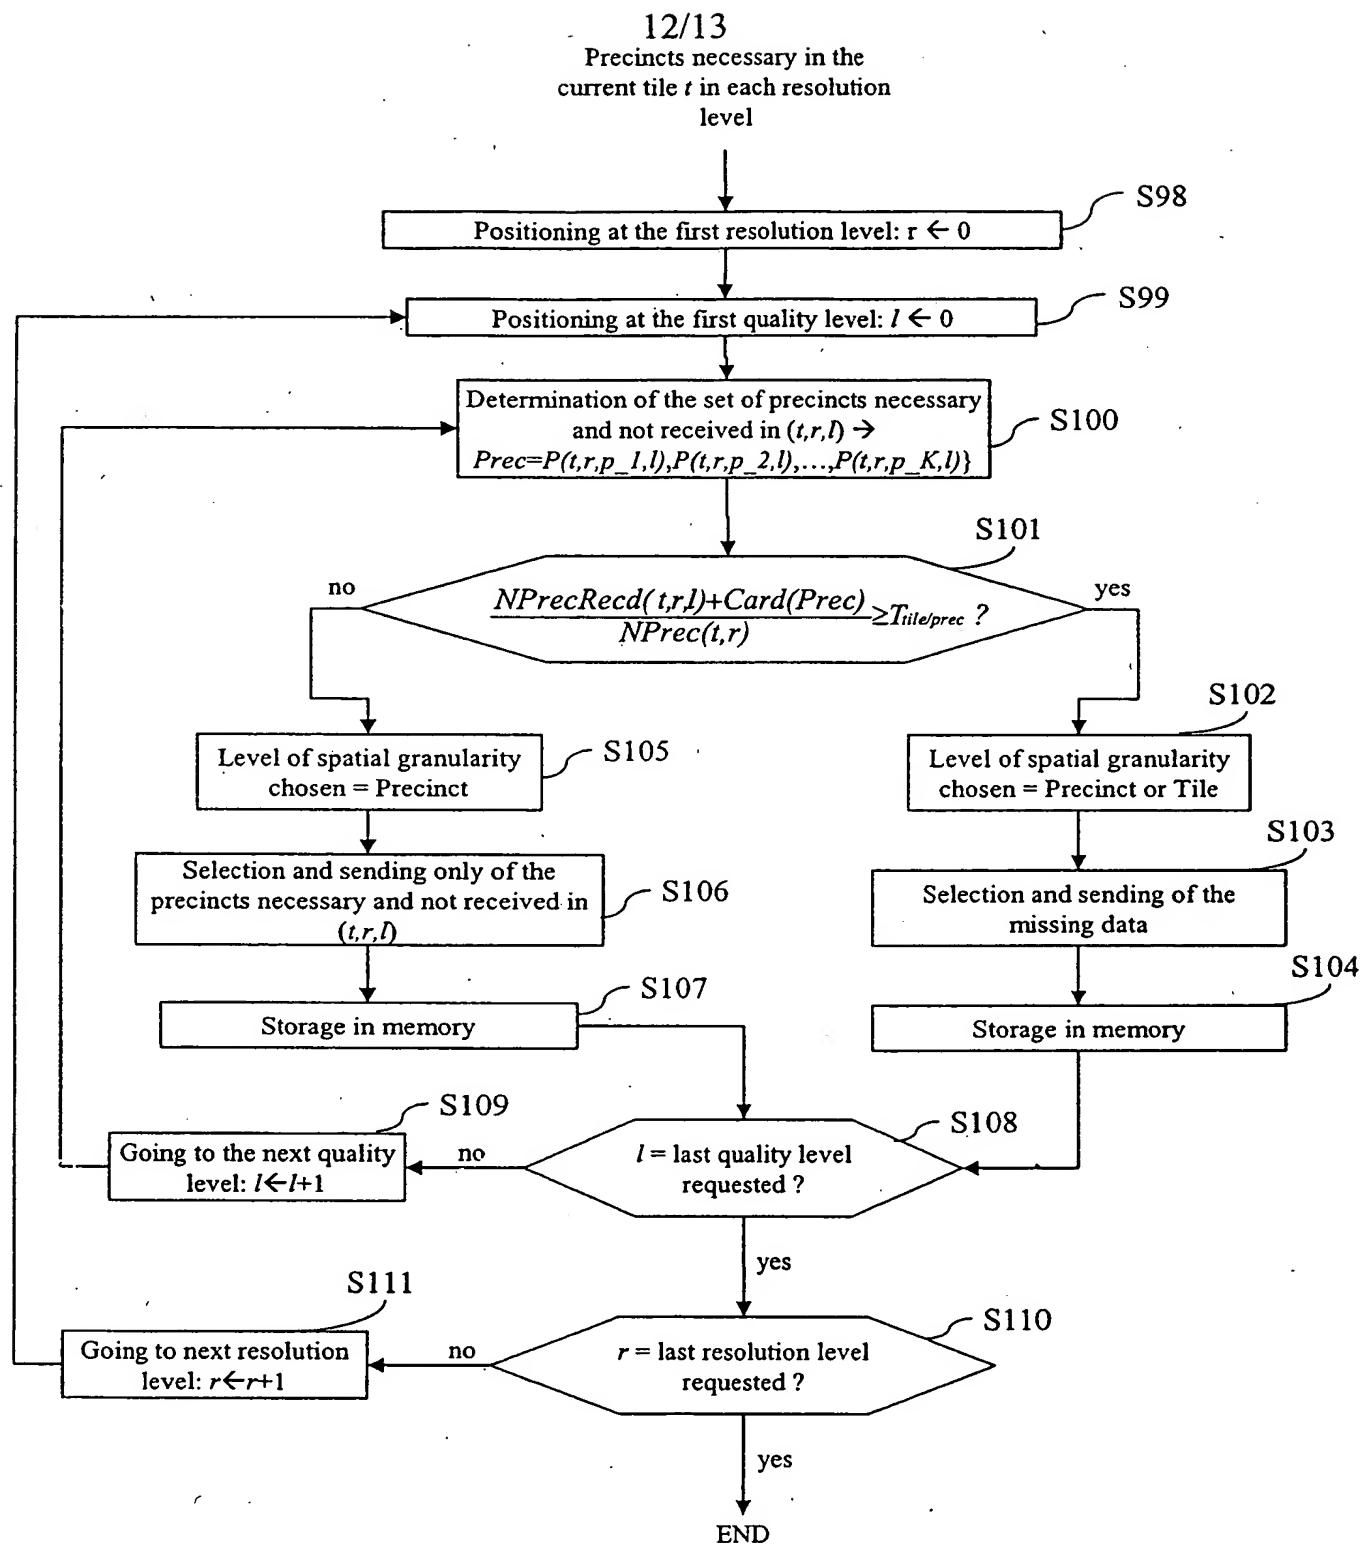 12/13
Precincts necessary in the
current tile t in each resolution
level
S98
Positioning at the first resolution level: r ← 0
S99
Positioning at the first quality level: l ← 0
Determination of the set of precincts necessary
and not received in (t,r,l) →
Prec=P(t,r,p_1,l),P(t,r,p_2,l),...,P(t,r,p_K,l)}
S100
S101
no
yes
NPrecRecd( t,r,l)+Card(Prec)
NPrec(t,r)
≥Ttile/prec ?
S102
Level of spatial granularity
chosen = Precinct
S105
Level of spatial granularity
chosen = Precinct or Tile
S103
Selection and sending only of the
precincts necessary and not received in
(t,r,l)
S106
Selection and sending of the
missing data
S104
S107
Storage in memory
Storage in memory
S109
S108
Going to the next quality
level: l←l+1
no
l = last quality level
requested ?
yes
S111
S110
Going to next resolution
level: r←r+1
no
r = last resolution level
requested ?
yes
END